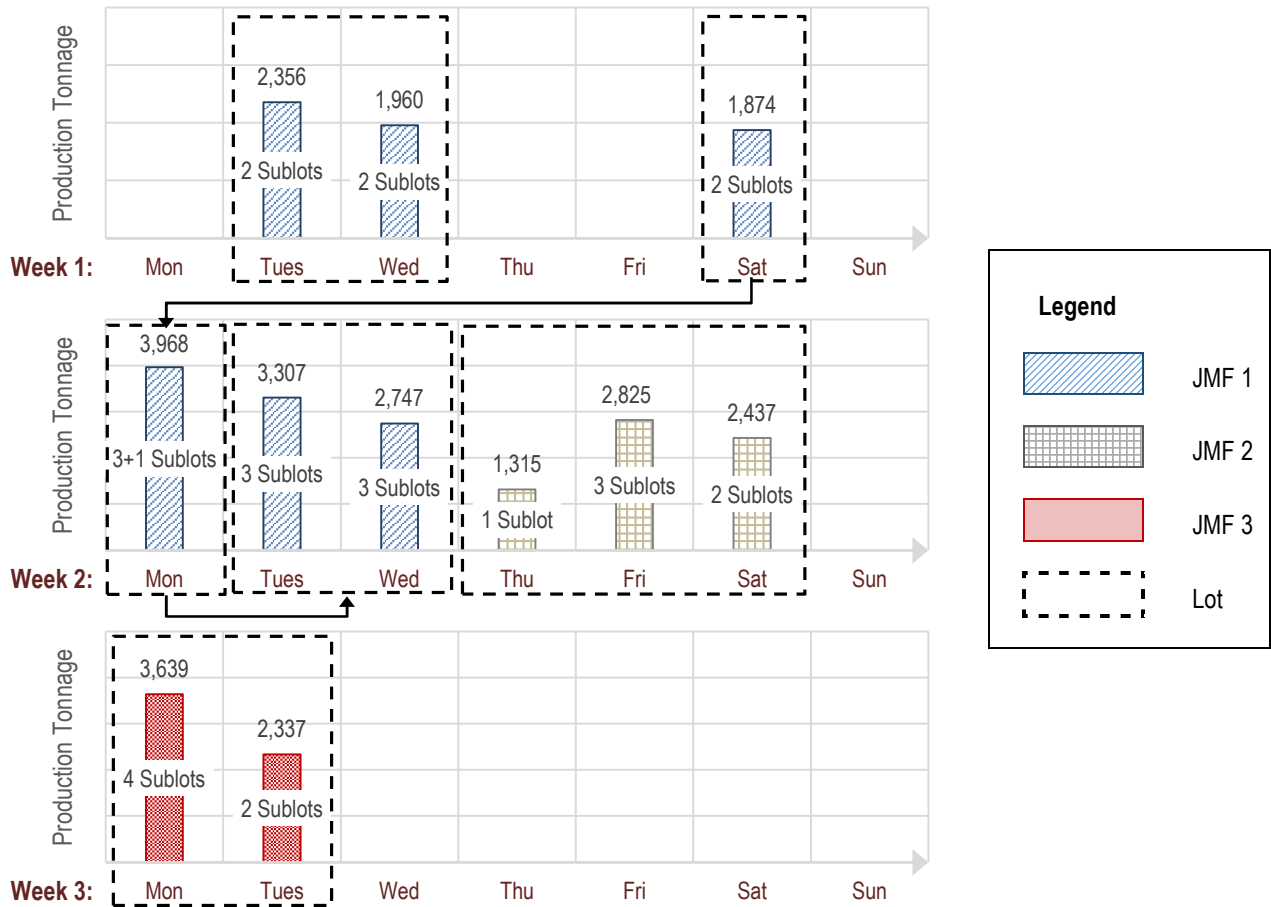 Production Tonnage
2,356
1,960
1,874
2 Sublots
2 Sublots
2 Sublots
Week 1: Mon Tues Wed Thu Fri Sat Sun
Production Tonnage
3,968
3,307
2,747
1,315
2,825
2,437
3+1 Sublots
3 Sublots
3 Sublots
1 Sublot
3 Sublots
2 Sublots
Week 2: Mon Tues Wed Thu Fri Sat Sun
Production Tonnage
3,639
2,337
4 Sublots
2 Sublots
Week 3: Mon Tues Wed Thu Fri Sat Sun
Legend
JMF 1
JMF 2
JMF 3
Lot